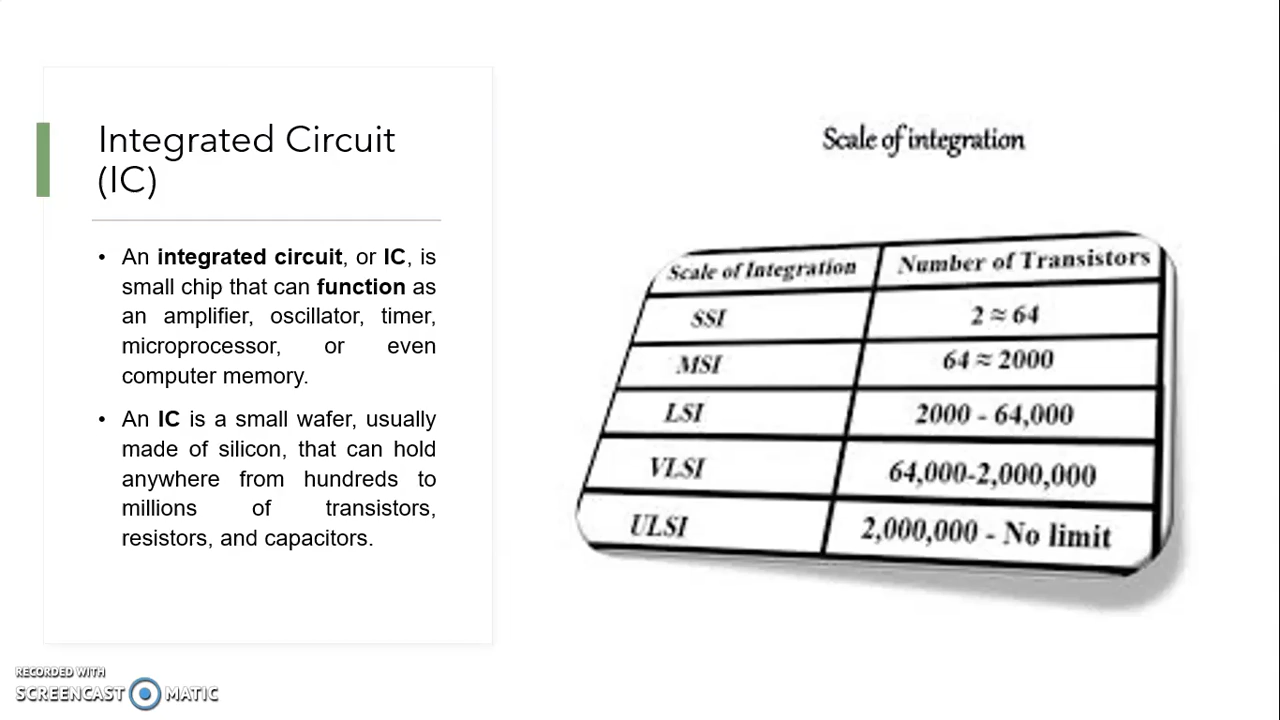 Integrated Circuit
(IC)
• An integrated circuit, or IC, is
small chip that can function as
an amplifier, oscillator, timer,
microprocessor, or even
computer memory.
• An IC is a small wafer, usually
made of silicon, that can hold
anywhere from hundreds to
millions of transistors,
resistors, and capacitors.
Scale of integration
Scale of Integration Number of Transistors
SSI 2 ≈ 64
MSI 64 ≈ 2000
LSI 2000 - 64,000
VLSI 64,000-2,000,000
ULSI 2,000,000 - No limit
RECORDED WITH
SCREENCAST MATIC